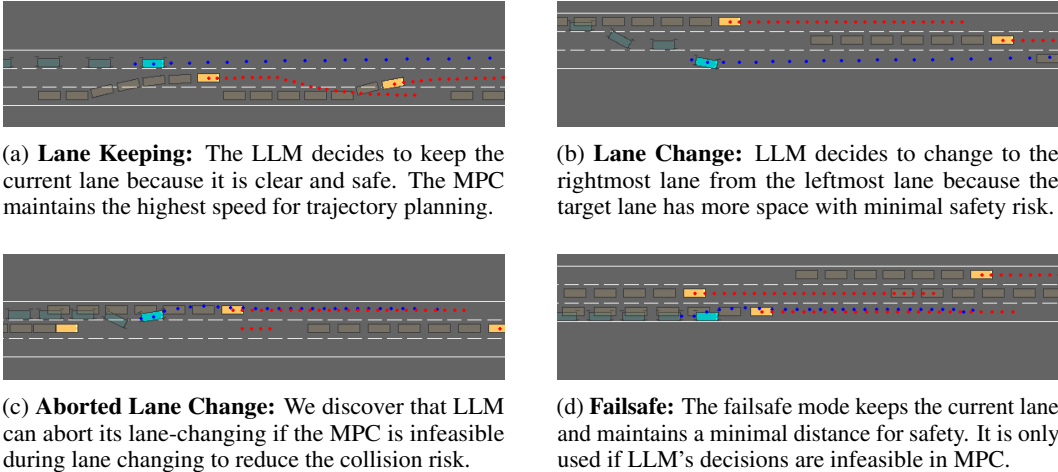 (a) Lane Keeping: The LLM decides to keep the
current lane because it is clear and safe. The MPC
maintains the highest speed for trajectory planning.
(b) Lane Change: LLM decides to change to the
rightmost lane from the leftmost lane because the
target lane has more space with minimal safety risk.
(c) Aborted Lane Change: We discover that LLM
can abort its lane-changing if the MPC is infeasible
during lane changing to reduce the collision risk.
(d) Failsafe: The failsafe mode keeps the current lane
and maintains a minimal distance for safety. It is only
used if LLM's decisions are infeasible in MPC.